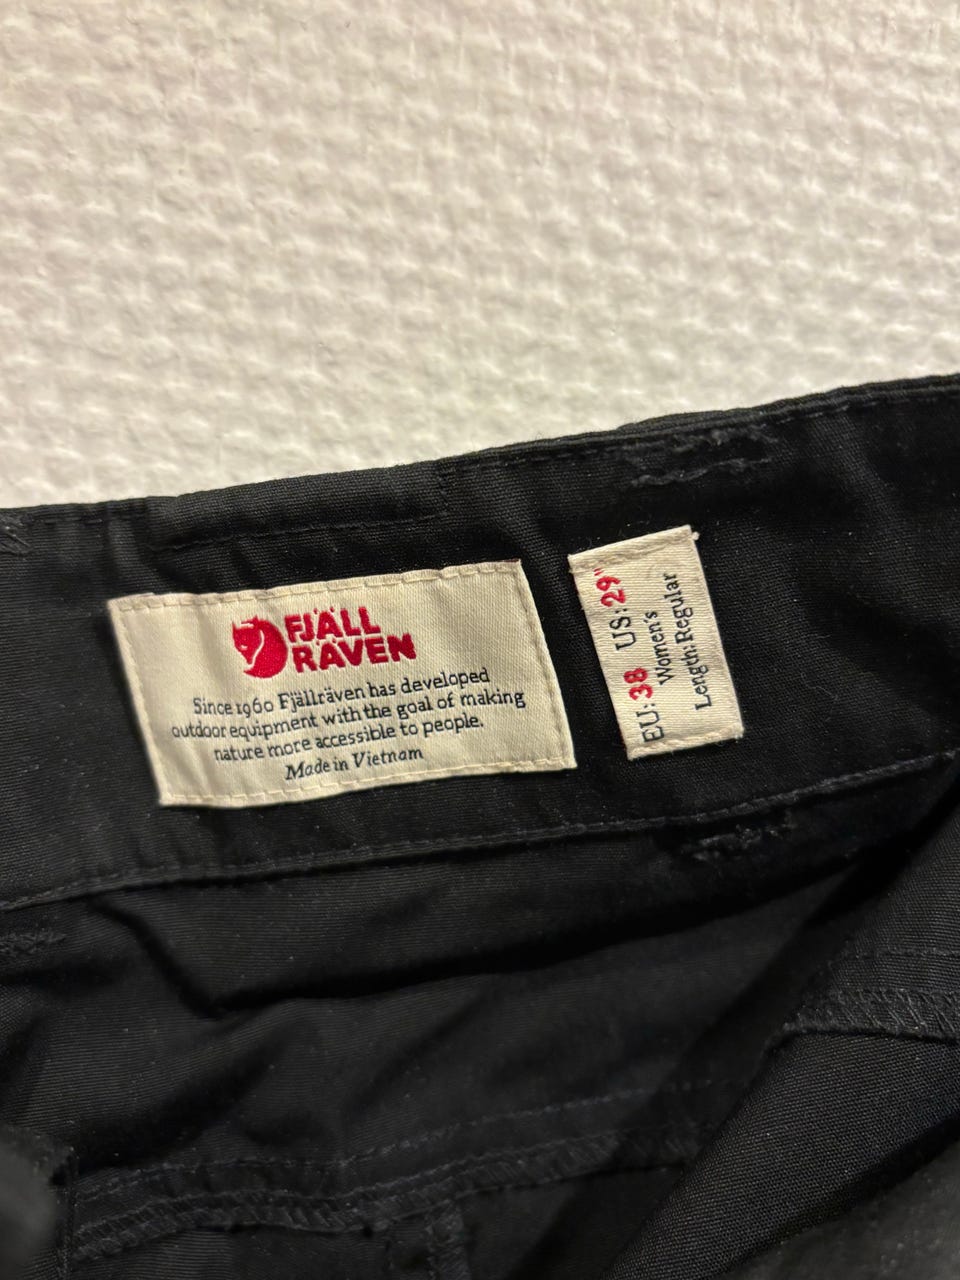 FJÄLL
RÄVEN
Since 1960 Fjällräven has developed
outdoor equipment with the goal of making
nature more accessible to people.
Made in Vietnam
EU: 38 US: 29"
Women's
Length: Regular